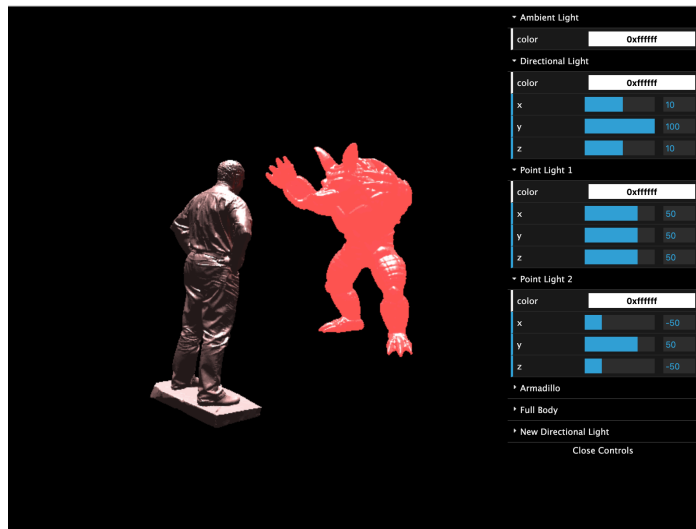 Ambient Light
color 0xffffff
Directional Light
color 0xffffff
x 10
y 100
z 10
Point Light 1
color 0xffffff
x 50
y 50
z 50
Point Light 2
color 0xffffff
x -50
y 50
z -50
Armadillo
Full Body
New Directional Light
Close Controls